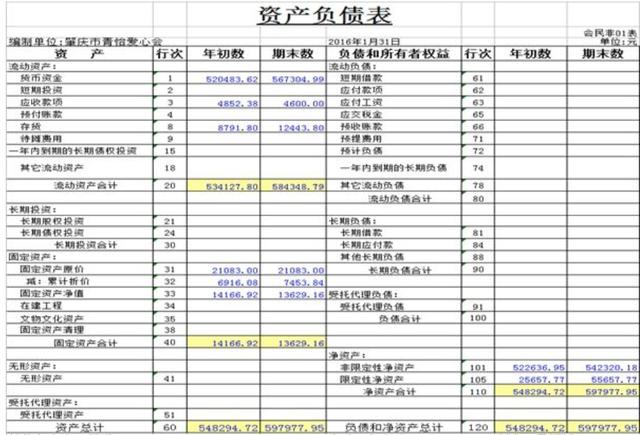 资产负债表
会民非01表
编制单位:肇庆市青怡爱心会 2016年1月31日 单位:元
资 产 行次 年初数 期末数 负债和所有者权益 行次 年初数 期末数
流动资产: 流动负债:
货币资金 1 520483.62 567304.99 短期借款 61
短期投资 2 应付款项 62
应收款项 3 4852.38 4600.00 应付工资 63
预付账款 4 应交税金 65
存货 8 8791.80 12443.80 预收账款 66
待摊费用 9 预提费用 71
一年内到期的长期债权投资 15 预计负债 72
其它流动资产 18 一年内到期的长期负债 74
流动资产合计 20 534127.80 584348.79 其它流动负债 78
流动负债合计 80
长期投资:
长期股权投资 21 长期负债:
长期债权投资 24 长期借款 81
长期投资合计 30 长期应付款 84
固定资产: 其他长期负债 88
固定资产原价 31 21083.00 21083.00 长期负债合计 90
减:累计折价 32 6916.08 7453.84
固定资产净值 33 14166.92 13629.16 受托代理负债:
在建工程 34 受托代理负债 91
文物文化资产 35 负债合计 100
固定资产清理 38
固定资产合计 40 14166.92 13629.16
净资产:
无形资产: 非限定性净资产 101 522636.95 542320.18
无形资产 41 限定性净资产 105 25657.77 55657.77
净资产合计 110 548294.72 597977.95
受托代理资产:
受托代理资产 51
资产总计 60 548294.72 597977.95 负债和净资产总计 120 548294.72 597977.95